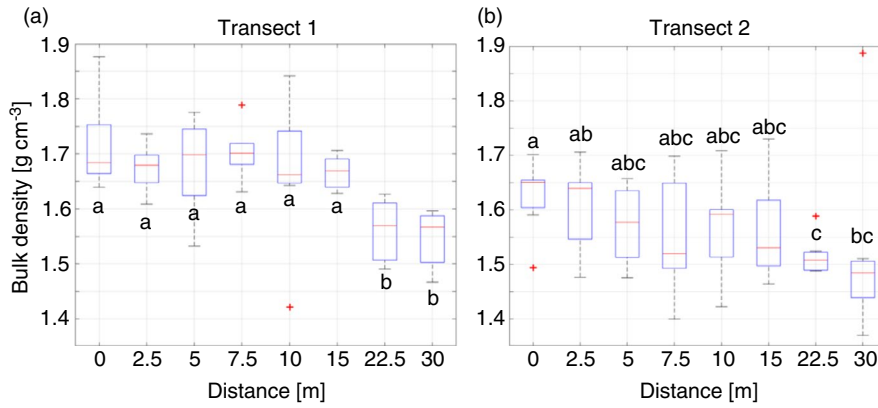 (a) Transect 1
Bulk density [g cm-3]
1.9
1.8
1.7
1.6
1.5
1.4
a a a a a a b b
0 2.5 5 7.5 10 15 22.5 30
Distance [m]
(b) Transect 2
1.9
1.8
1.7
1.6
1.5
1.4
a ab abc abc abc abc c bc
0 2.5 5 7.5 10 15 22.5 30
Distance [m]